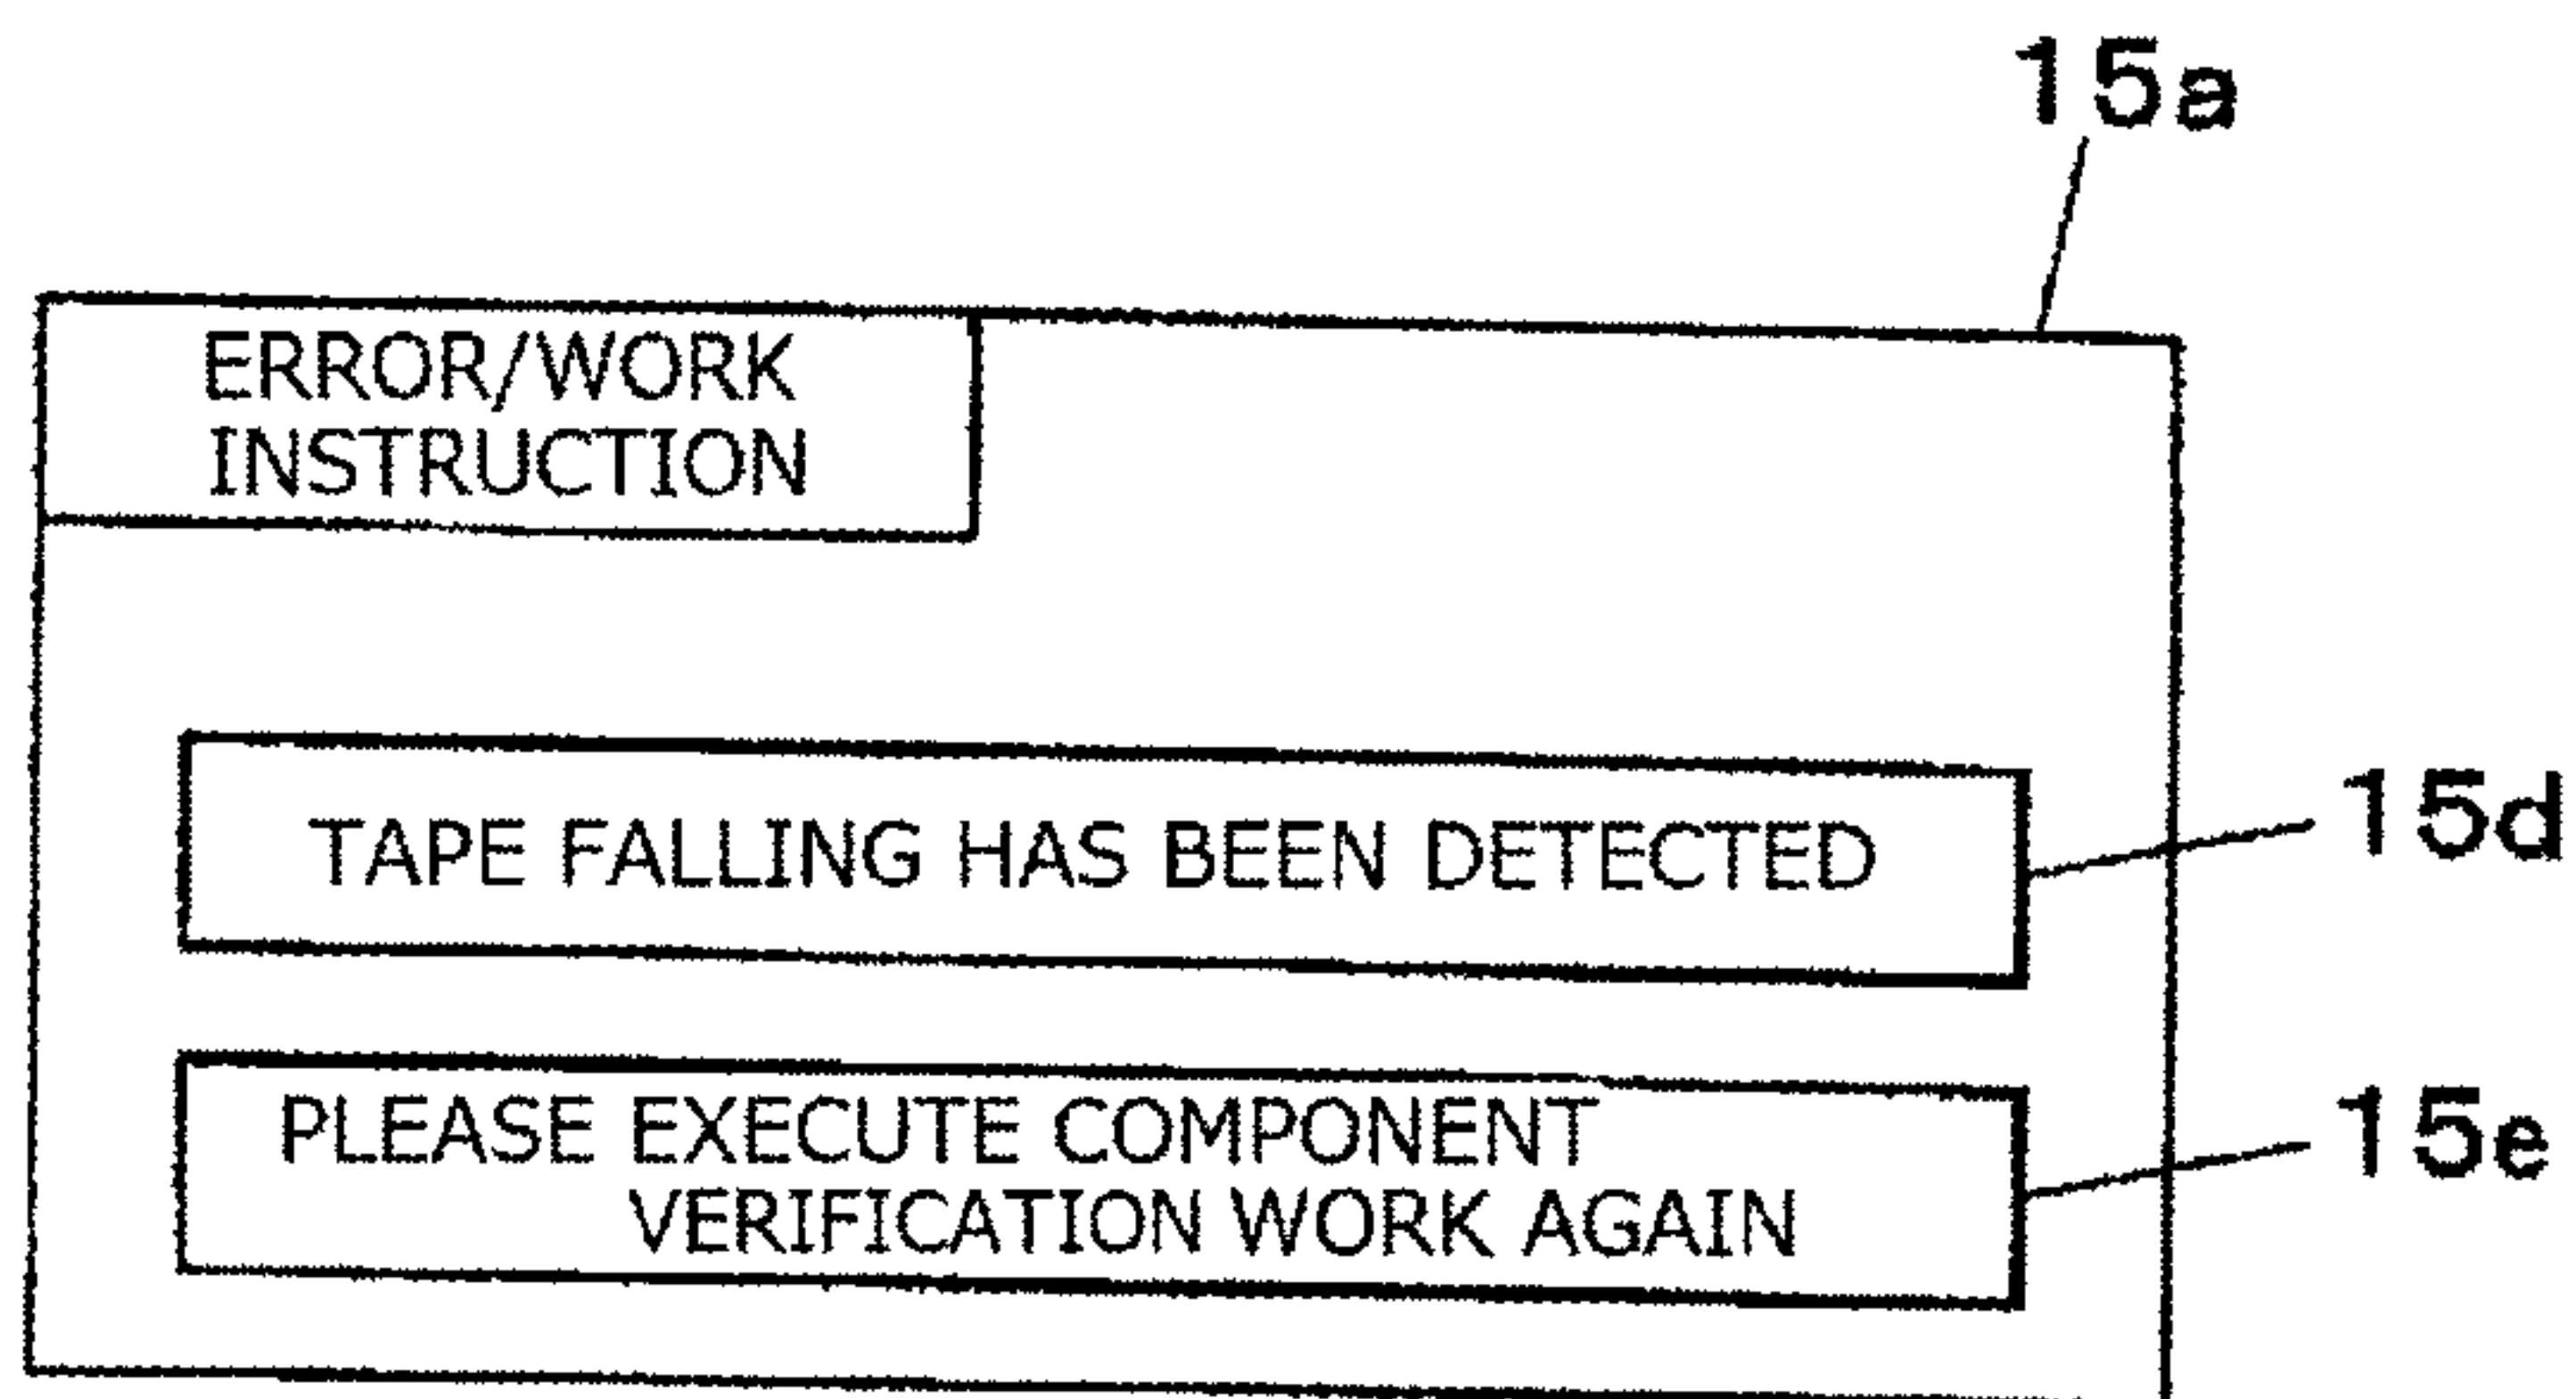 15a
ERROR/WORK
INSTRUCTION
TAPE FALLING HAS BEEN DETECTED
15d
PLEASE EXECUTE COMPONENT
VERIFICATION WORK AGAIN
15e